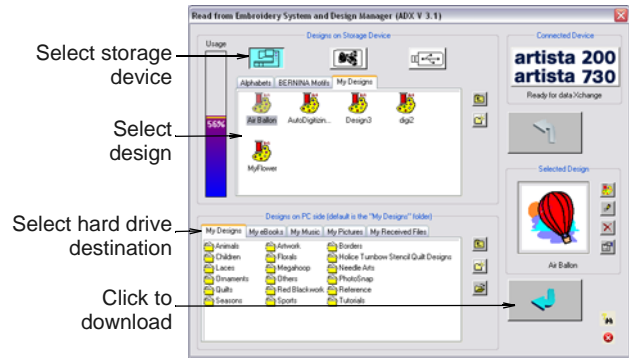 Read from Embroidery System and Design Manager (ADX V 3.1)
Usage
Designs on Storage Device
Connected Device
Select storage
device
artista 200
artista 730
Ready for data Xchange
Alphabets
BERNINA Motifs
My Designs
56%
Air Ballon
AutoDigitizin...
Design3
digi2
Select
design
MyFlower
Selected Design
Air Ballon
Select hard drive
destination
Designs on PC side (default is the "My Designs" folder)
My Designs
My eBooks
My Music
My Pictures
My Received Files
Animals
Artwork
Borders
Children
Florals
Holice Turnbow Stencil Quilt Designs
Laces
Megahoop
Needle Arts
Ornaments
Others
PhotoSnap
Quilts
Red Blackwork
Reference
Seasons
Sports
Tutorials
Click to
download